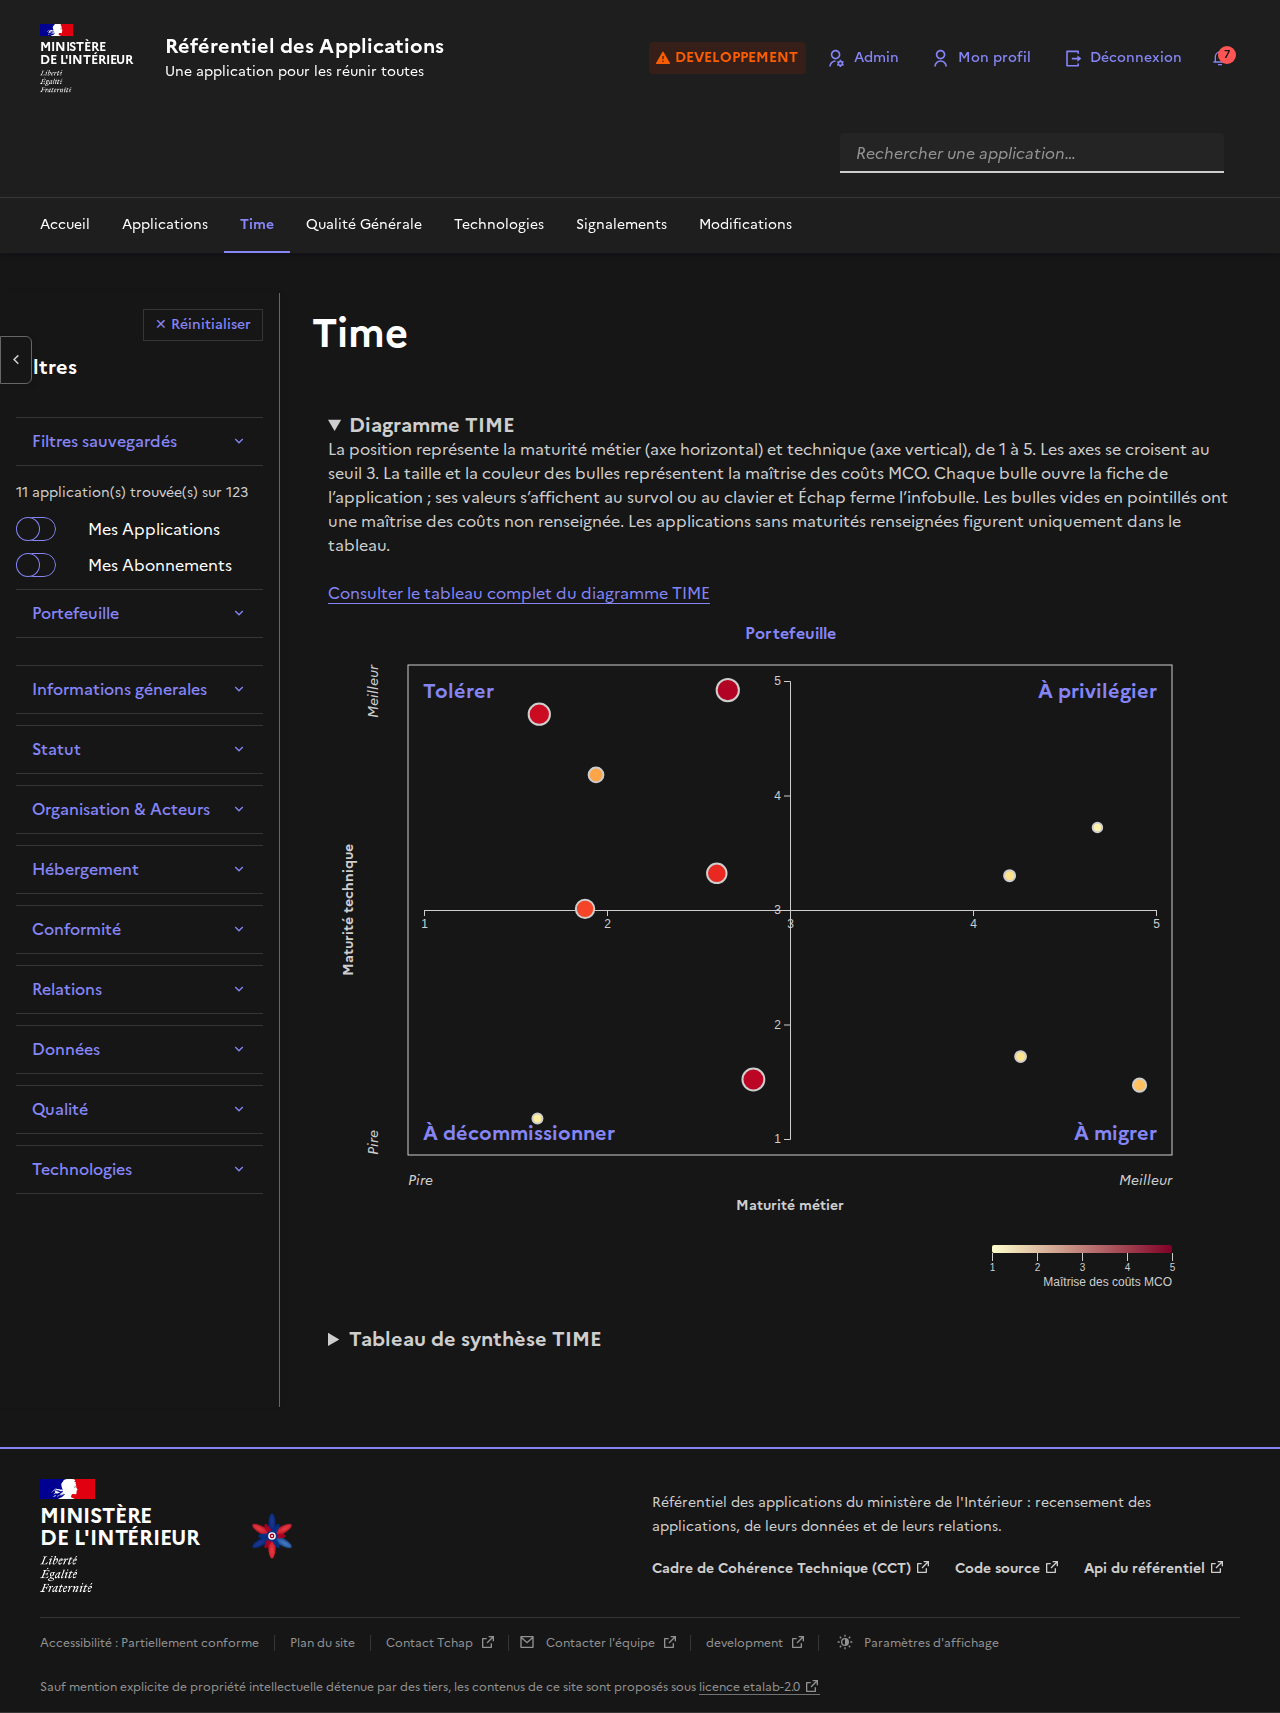 MINISTÈRE
DE L'INTÉRIEUR
Liberté
Égalité
Fraternité
Référentiel des Applications
Une application pour les réunir toutes
DEVELOPPEMENT
Admin
Mon profil
Déconnexion
7
Rechercher une application...
Accueil
Applications
Time
Qualité Générale
Technologies
Signalements
Modifications
✕ Réinitialiser
ltres
Filtres sauvegardés
11 application(s) trouvée(s) sur 123
Mes Applications
Mes Abonnements
Portefeuille
Informations génerales
Statut
Organisation & Acteurs
Hébergement
Conformité
Relations
Données
Qualité
Technologies
Time
Diagramme TIME
La position représente la maturité métier (axe horizontal) et technique (axe vertical), de 1 à 5. Les axes se croisent au
seuil 3. La taille et la couleur des bulles représentent la maîtrise des coûts MCO. Chaque bulle ouvre la fiche de
l’application ; ses valeurs s’affichent au survol ou au clavier et Échap ferme l’infobulle. Les bulles vides en pointillés ont
une maîtrise des coûts non renseignée. Les applications sans maturités renseignées figurent uniquement dans le
tableau.
Consulter le tableau complet du diagramme TIME
Portefeuille
Meilleur
Maturité technique
Pire
Tolérer
À privilégier
5
4
3
2
1
1
2
3
4
5
À décommissionner
À migrer
Pire
Meilleur
Maturité métier
1
2
3
4
5
Maîtrise des coûts MCO
Tableau de synthèse TIME
MINISTÈRE
DE L'INTÉRIEUR
Liberté
Égalité
Fraternité
Référentiel des applications du ministère de l'Intérieur : recensement des
applications, de leurs données et de leurs relations.
Cadre de Cohérence Technique (CCT)
Code source
Api du référentiel
Accessibilité : Partiellement conforme
Plan du site
Contact Tchap
Contacter l'équipe
development
Paramètres d'affichage
Sauf mention explicite de propriété intellectuelle détenue par des tiers, les contenus de ce site sont proposés sous licence etalab-2.0